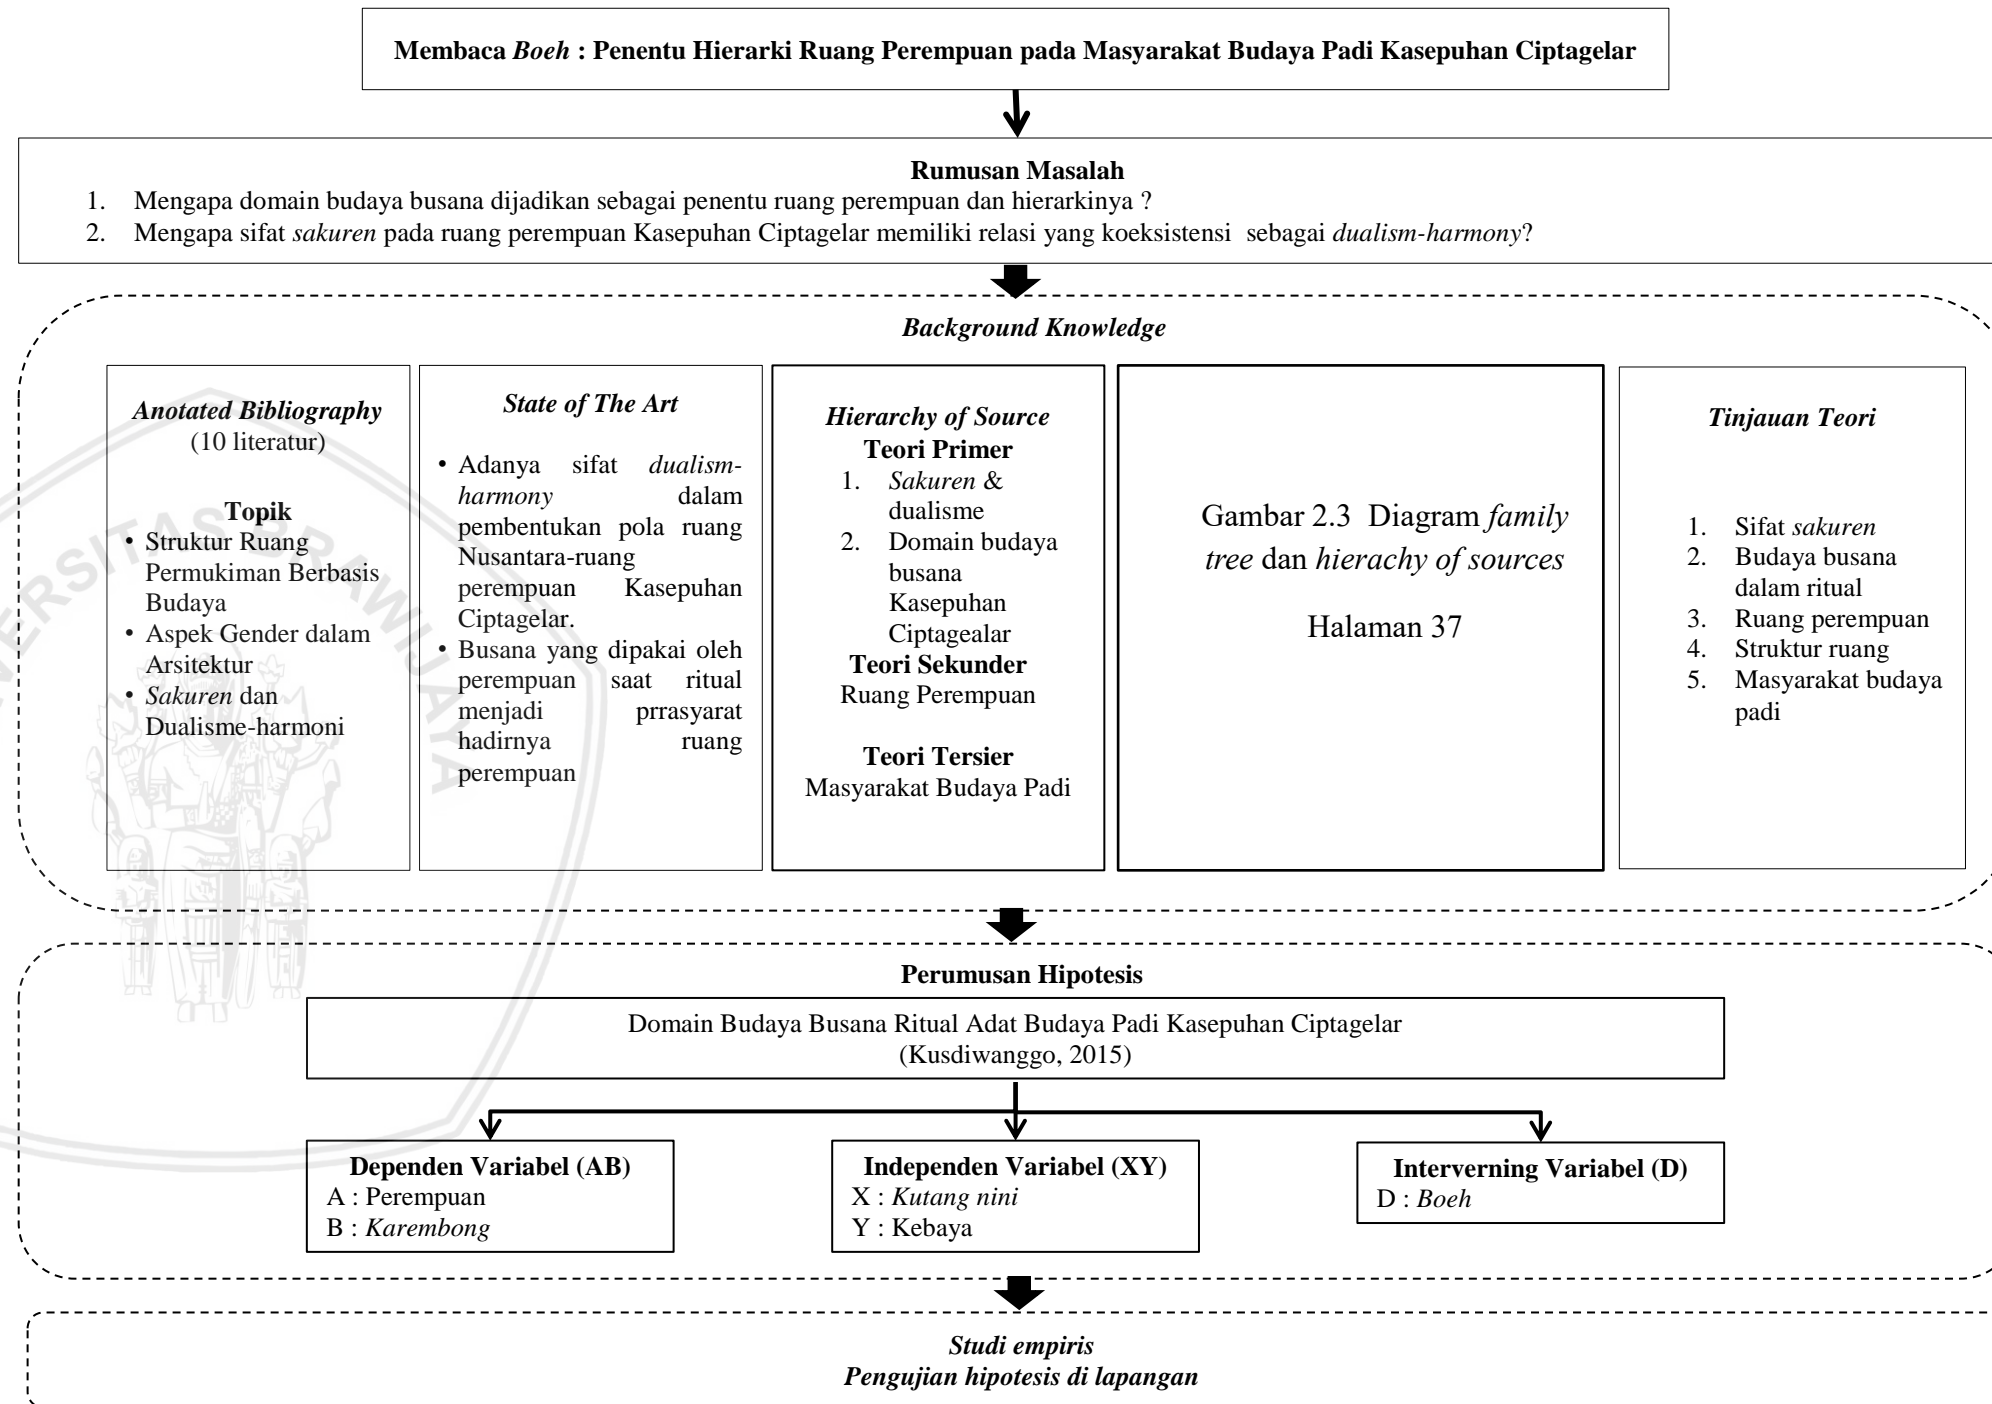 Membaca Boeh : Penentu Hierarki Ruang Perempuan pada Masyarakat Budaya Padi Kasepuhan Ciptagelar
Rumusan Masalah
1. Mengapa domain budaya busana dijadikan sebagai penentu ruang perempuan dan hierarkinya ?
2. Mengapa sifat sakuren pada ruang perempuan Kasepuhan Ciptagelar memiliki relasi yang koeksistensi sebagai dualism-harmony?
Background Knowledge
Anotated Bibliography
(10 literatur)
Topik
• Struktur Ruang
Permukiman Berbasis
Budaya
• Aspek Gender dalam
Arsitektur
• Sakuren dan
Dualisme-harmoni
State of The Art
• Adanya sifat dualism-
harmony dalam
pembentukan pola ruang
Nusantara-ruang
perempuan Kasepuhan
Ciptagelar.
• Busana yang dipakai oleh
perempuan saat ritual
menjadi prrasyarat
hadirnya ruang
perempuan
Hierarchy of Source
Teori Primer
1. Sakuren &
dualisme
2. Domain budaya
busana
Kasepuhan
Ciptagealar
Teori Sekunder
Ruang Perempuan
Teori Tersier
Masyarakat Budaya Padi
Gambar 2.3 Diagram family
tree dan hierachy of sources
Halaman 37
Tinjauan Teori
1. Sifat sakuren
2. Budaya busana
dalam ritual
3. Ruang perempuan
4. Struktur ruang
5. Masyarakat budaya
padi
Perumusan Hipotesis
Domain Budaya Busana Ritual Adat Budaya Padi Kasepuhan Ciptagelar
(Kusdiwanggo, 2015)
Dependen Variabel (AB)
A : Perempuan
B : Karembong
Independen Variabel (XY)
X : Kutang nini
Y : Kebaya
Interverning Variabel (D)
D : Boeh
Studi empiris
Pengujian hipotesis di lapangan
VERSITAS BRAWIJAYA